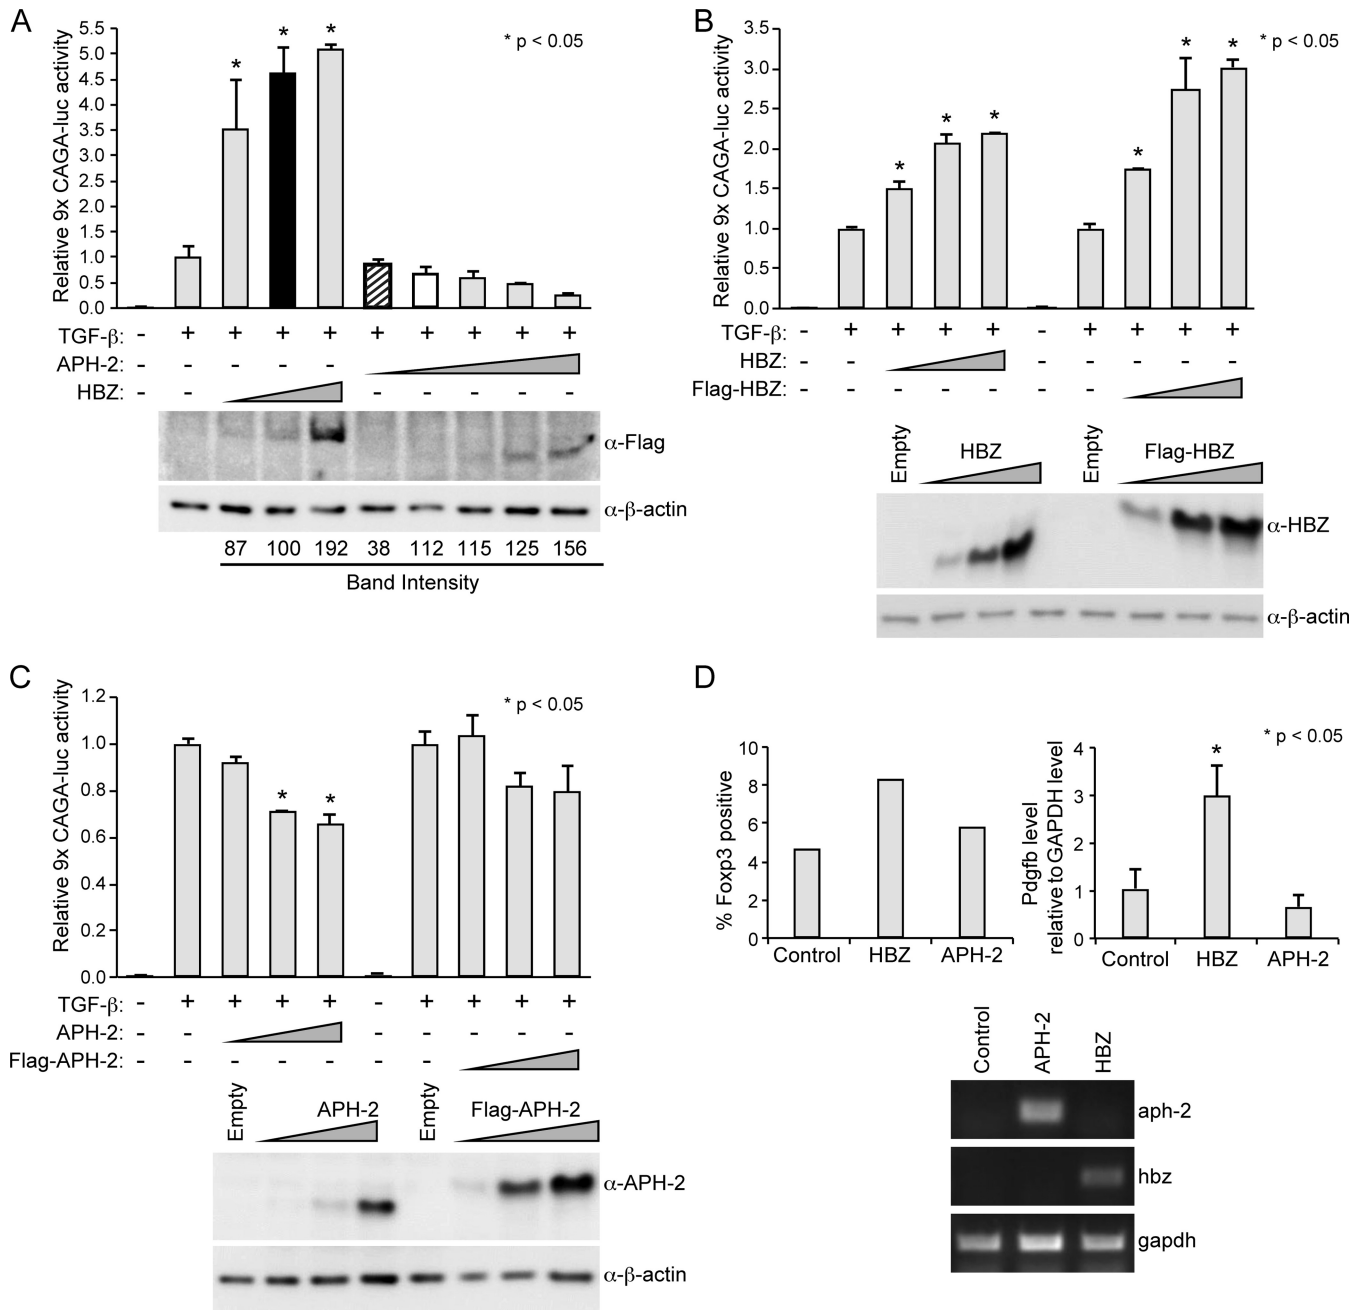 A
Relative 9x CAGA-luc activity
5.5
5.0
4.5
4.0
3.5
3.0
2.5
2.0
1.5
1.0
0.5
0.0
* * *
* p < 0.05
TGF-β: - + + + + + + + + +
APH-2: - - - - -
HBZ: - - - - - - -
α-Flag
α-β-actin
87 100 192 38 112 115 125 156
Band Intensity
B
Relative 9x CAGA-luc activity
3.5
3.0
2.5
2.0
1.5
1.0
0.5
0.0
* * * * * *
* p < 0.05
TGF-β: - + + + + - + + + +
HBZ: - - - - - - -
Flag-HBZ: - - - - - - -
Empty HBZ Empty Flag-HBZ
α-HBZ
α-β-actin
C
Relative 9x CAGA-luc activity
1.2
1.0
0.8
0.6
0.4
0.2
0.0
* *
* p < 0.05
TGF-β: - + + + + - + + + +
APH-2: - - - - - - -
Flag-APH-2: - - - - - - -
Empty APH-2 Empty Flag-APH-2
α-APH-2
α-β-actin
D
% Foxp3 positive
10
8
6
4
2
0
Control HBZ APH-2
Pdgfb level
relative to GAPDH level
4
3
2
1
0
*
* p < 0.05
Control HBZ APH-2
Control APH-2 HBZ
aph-2
hbz
gapdh